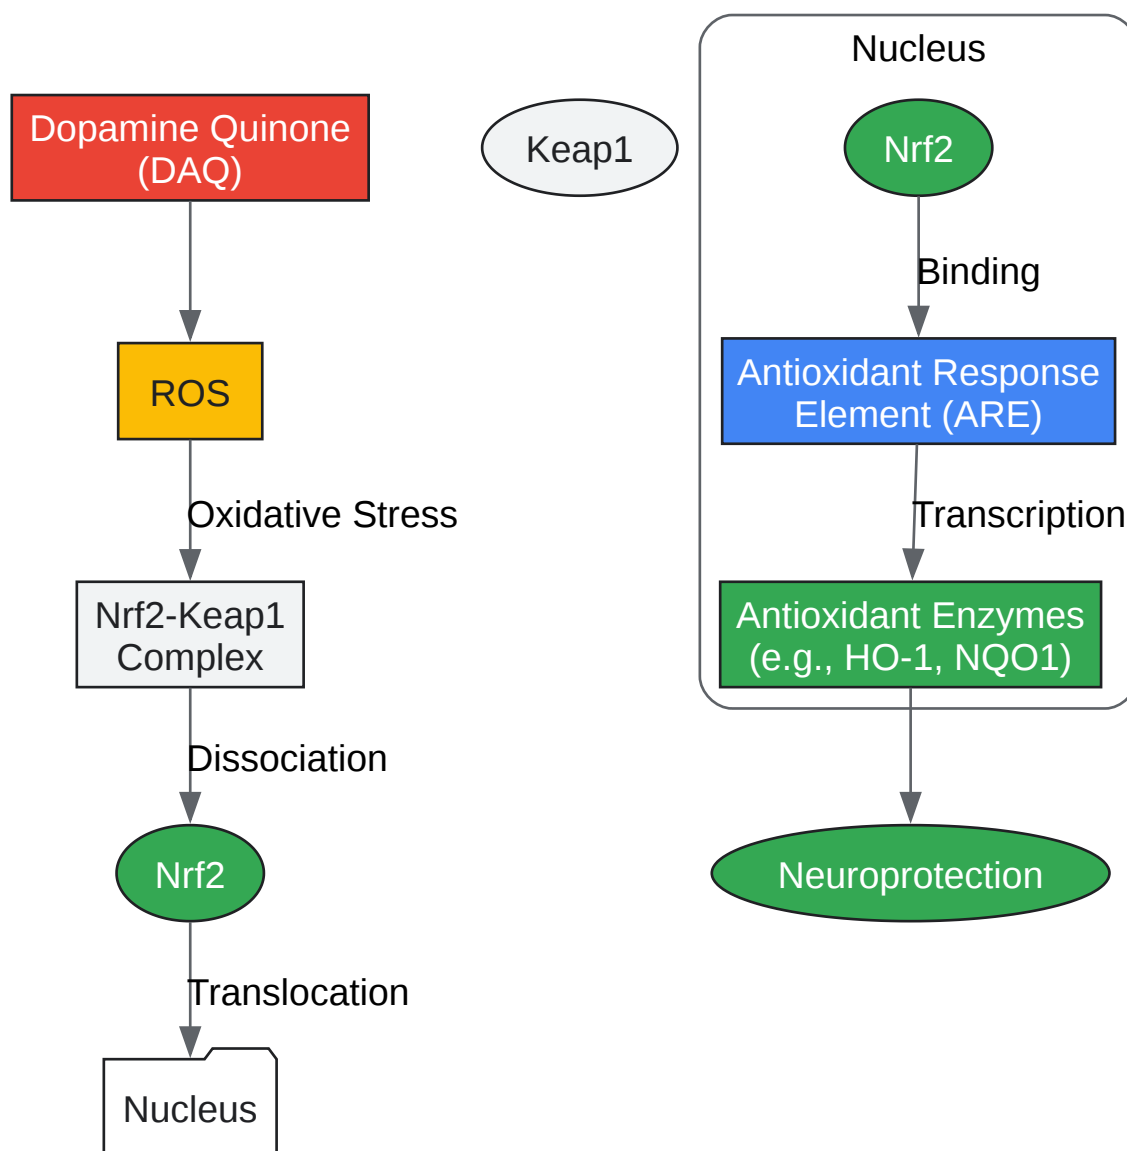 Dopamine Quinone
(DAQ)
ROS
Oxidative Stress
Nrf2-Keap1
Complex
Dissociation
Nrf2
Translocation
Nucleus
Keap1
Nucleus
Nrf2
Binding
Antioxidant Response
Element (ARE)
Transcription
Antioxidant Enzymes
(e.g., HO-1, NQO1)
Neuroprotection